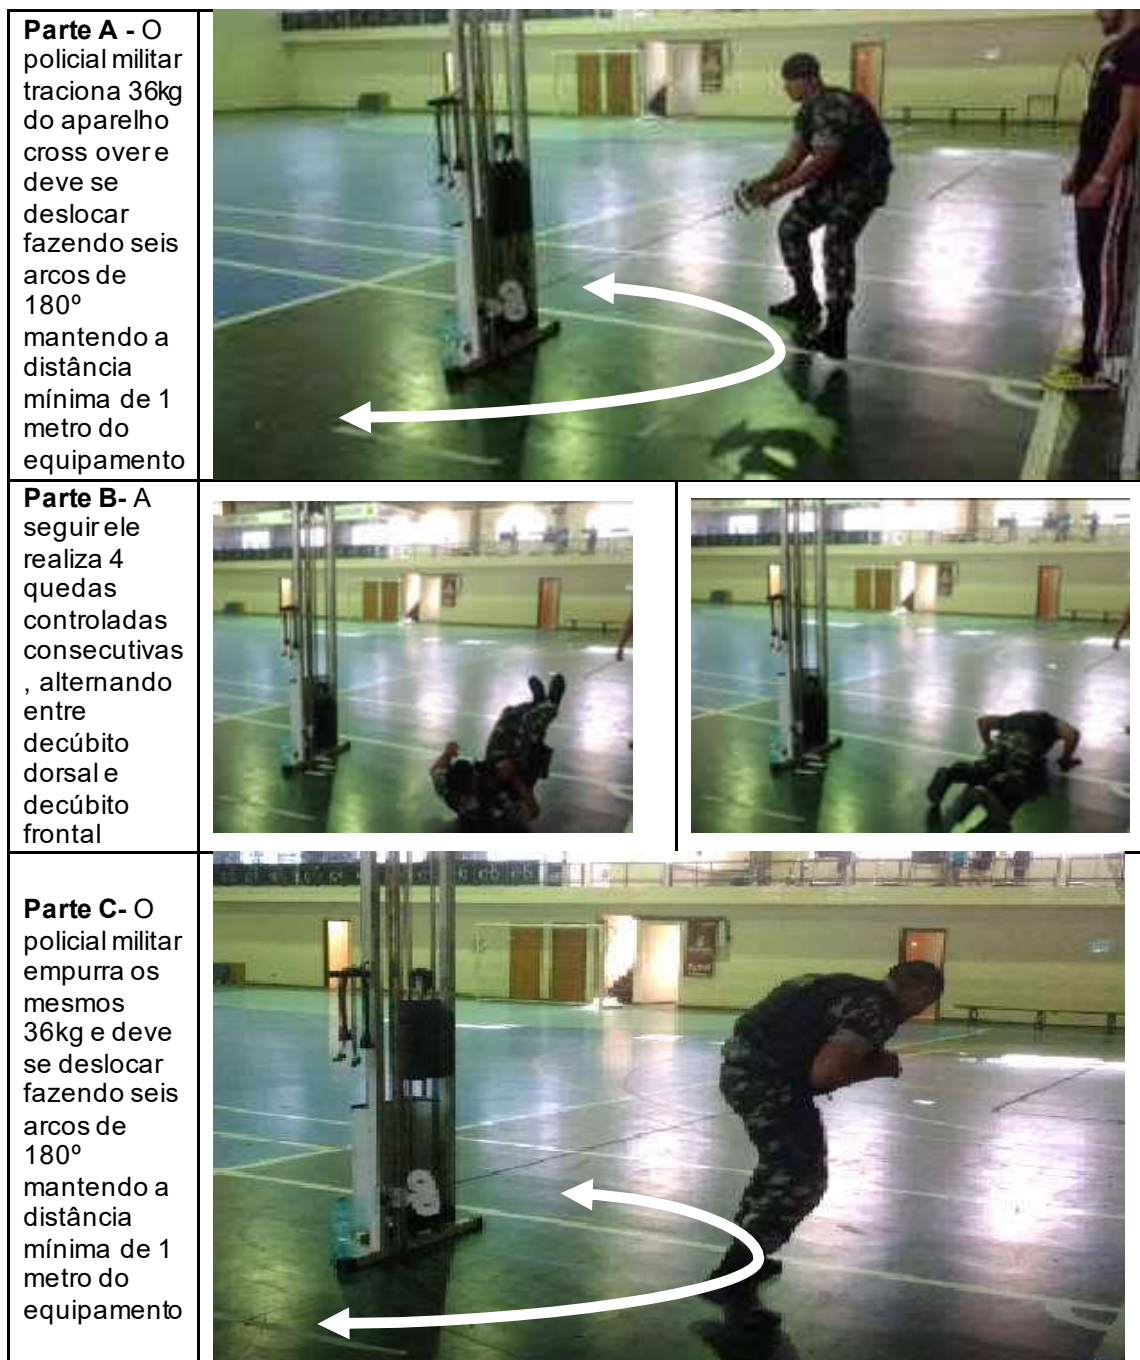 Parte A - O
policial militar
traciona 36kg
do aparelho
cross over e
deve se
deslocar
fazendo seis
arcos de
180º
mantendo a
distância
mínima de 1
metro do
equipamento
Parte B- A
seguir ele
realiza 4
quedas
controladas
consecutivas
, alternando
entre
decúbito
dorsal e
decúbito
frontal
Parte C- O
policial militar
empurra os
mesmos
36kg e deve
se deslocar
fazendo seis
arcos de
180º
mantendo a
distância
mínima de 1
metro do
equipamento